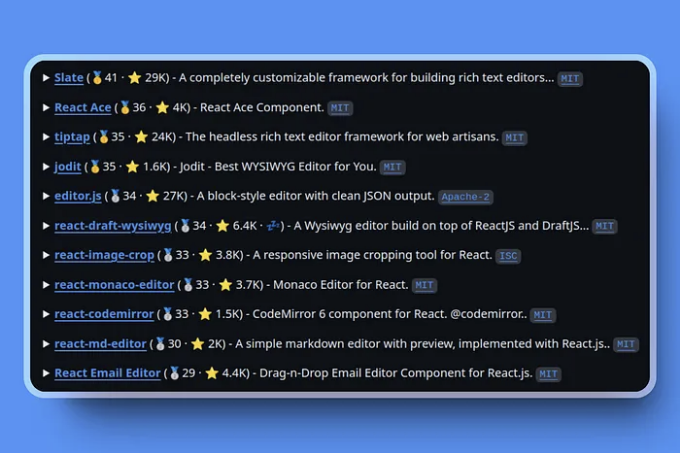 ▶ Slate (🥇41 · ⭐ 29K) - A completely customizable framework for building rich text editors... MIT
▶ React Ace (🥇36 · ⭐ 4K) - React Ace Component. MIT
▶ tiptap (🥇35 · ⭐ 24K) - The headless rich text editor framework for web artisans. MIT
▶ jodit (🥇35 · ⭐ 1.6K) - Jodit - Best WYSIWYG Editor for You. MIT
▶ editor.js (🥈34 · ⭐ 27K) - A block-style editor with clean JSON output. Apache-2
▶ react-draft-wysiwyg (🥈34 · ⭐ 6.4K · 💤) - A Wysiwyg editor build on top of ReactJS and DraftJS... MIT
▶ react-image-crop (🥈33 · ⭐ 3.8K) - A responsive image cropping tool for React. ISC
▶ react-monaco-editor (🥈33 · ⭐ 3.7K) - Monaco Editor for React. MIT
▶ react-codemirror (🥈33 · ⭐ 1.5K) - CodeMirror 6 component for React. @codemirror.. MIT
▶ react-md-editor (🥈30 · ⭐ 2K) - A simple markdown editor with preview, implemented with React.js.. MIT
▶ React Email Editor (🥈29 · ⭐ 4.4K) - Drag-n-Drop Email Editor Component for React.js. MIT